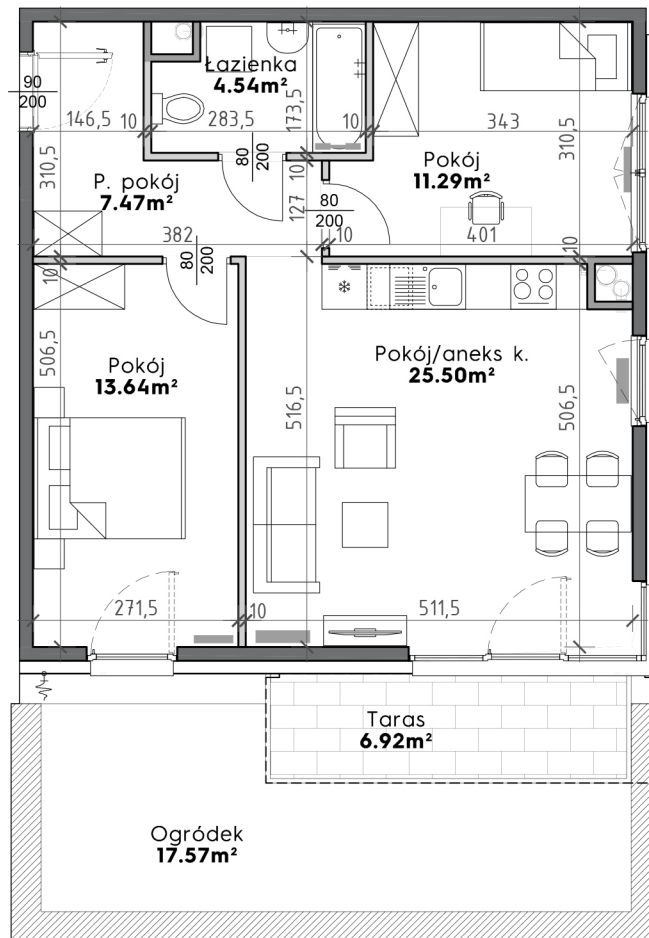 Łazienka
4.54m²
90
200
146,5
10
283,5
173,5
10
343
310,5
310,5
P. pokój
7.47m²
80
200
10
Pokój
11.29m²
127
80
200
382
10
401
80
200
10
10
506,5
Pokój
13.64m²
516,5
Pokój/aneks k.
25.50m²
506,5
271,5
10
511,5
Taras
6.92m²
Ogródek
17.57m²